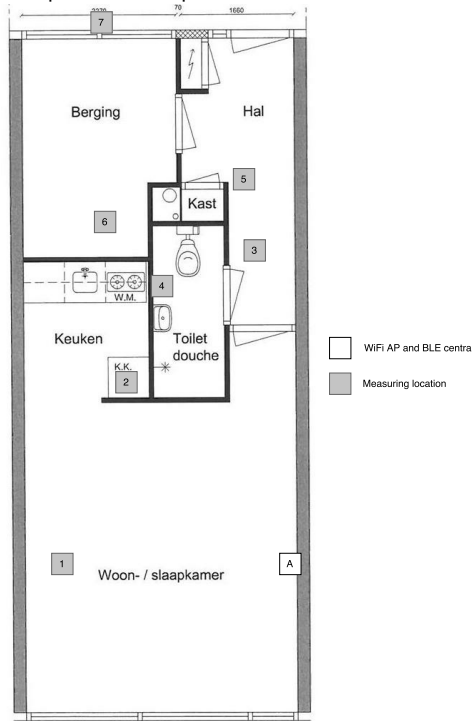 7
70
1660
Berging
Hal
5
Kast
6
3
4
W.M.
Keuken
Toilet
douche
K.K.
2
WiFi AP and BLE centra
Measuring location
1
A
Woon- / slaapkamer